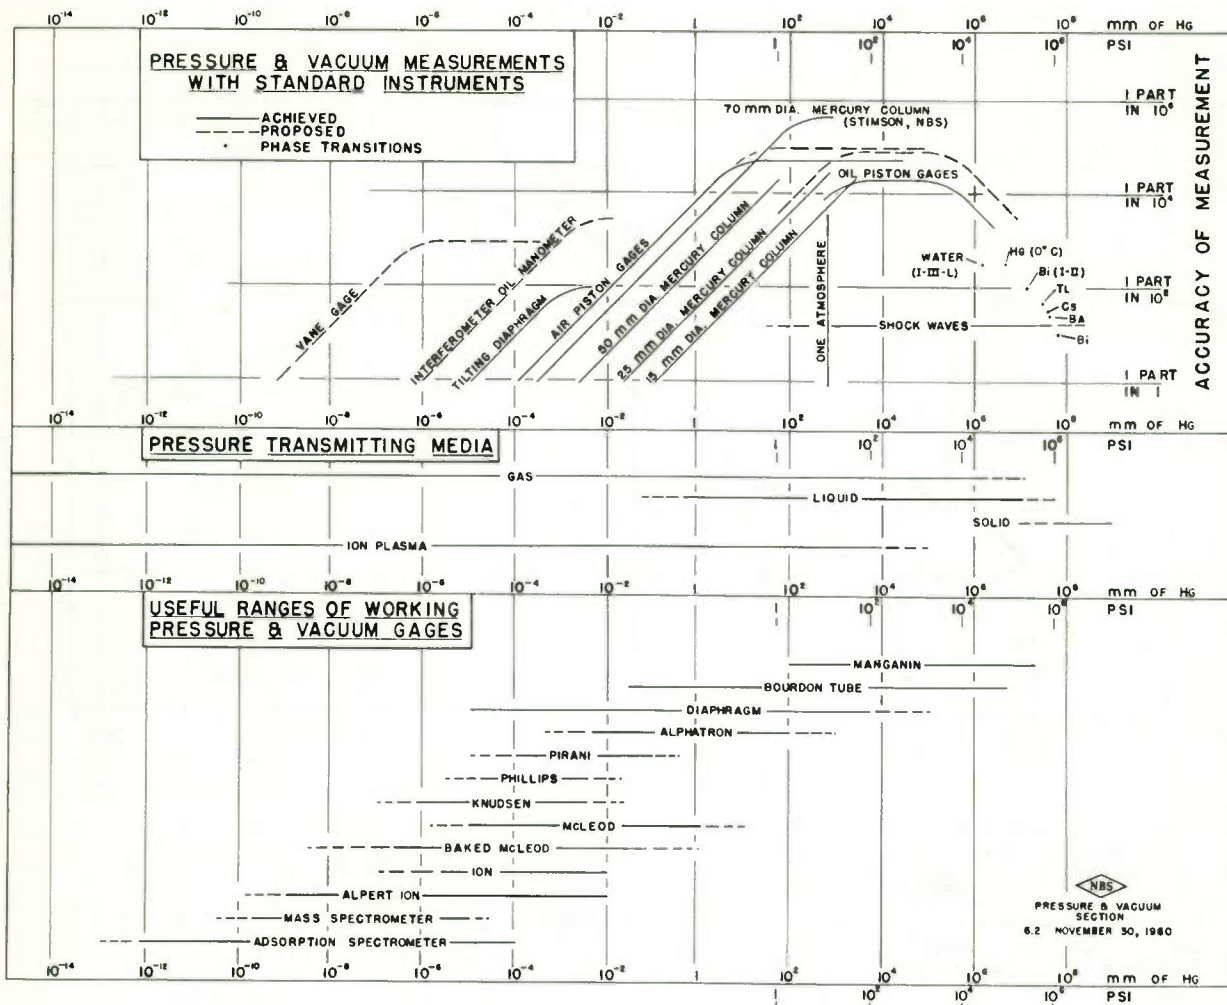 10⁻¹⁴ 10⁻¹² 10⁻¹⁰ 10⁻⁸ 10⁻⁶ 10⁻⁴ 10⁻² 1 10² 10⁴ 10⁶ 10⁸ mm OF HG
1 10² 10⁴ 10⁶ PSI
PRESSURE & VACUUM MEASUREMENTS
WITH STANDARD INSTRUMENTS
ACHIEVED
PROPOSED
PHASE TRANSITIONS
70 mm DIA. MERCURY COLUMN
(STIMSON, NBS)
1 PART
IN 10⁶
OIL PISTON GAGES
1 PART
IN 10⁴
VANE GAGE
INTERFEROMETER OIL MANOMETER
TILTING DIAPHRAGM
AIR PISTON GAGES
50 mm DIA MERCURY COLUMN
25 mm DIA. MERCURY COLUMN
15 mm DIA. MERCURY COLUMN
ONE ATMOSPHERE
WATER
(I-III-L)
HG (0° C)
Bi (I-II)
TL
Cs
BA
Bi
SHOCK WAVES
1 PART
IN 10²
1 PART
IN 1
ACCURACY OF MEASUREMENT
10⁻¹⁴ 10⁻¹² 10⁻¹⁰ 10⁻⁸ 10⁻⁶ 10⁻⁴ 10⁻² 1 10² 10⁴ 10⁶ 10⁸ mm OF HG
1 10² 10⁴ 10⁶ PSI
PRESSURE TRANSMITTING MEDIA
GAS
LIQUID
SOLID
ION PLASMA
10⁻¹⁴ 10⁻¹² 10⁻¹⁰ 10⁻⁸ 10⁻⁶ 10⁻⁴ 10⁻² 1 10² 10⁴ 10⁶ 10⁸ mm OF HG
1 10² 10⁴ 10⁶ PSI
USEFUL RANGES OF WORKING
PRESSURE & VACUUM GAGES
MANGANIN
BOURDON TUBE
DIAPHRAGM
ALPHATRON
PIRANI
PHILLIPS
KNUDSEN
McLEOD
BAKED McLEOD
ION
ALPERT ION
MASS SPECTROMETER
ADSORPTION SPECTROMETER
NBS
PRESSURE & VACUUM
SECTION
6.2 NOVEMBER 30, 1960
10⁻¹⁴ 10⁻¹² 10⁻¹⁰ 10⁻⁸ 10⁻⁶ 10⁻⁴ 10⁻² 1 10² 10⁴ 10⁶ 10⁸ mm OF HG
1 10² 10⁴ 10⁶ PSI